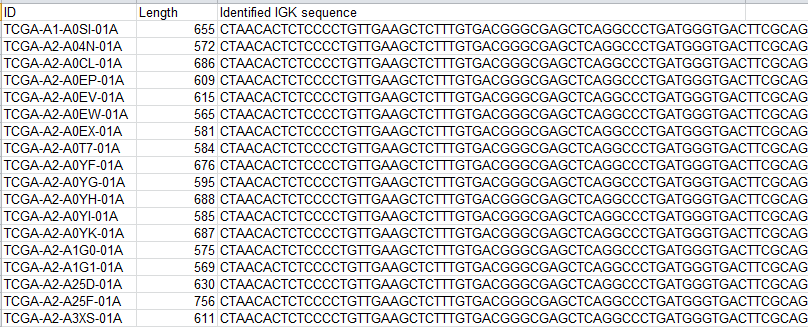 ID Length Identified IGK sequence
TCGA-A1-A0SI-01A 655 CTAACACTCTCCCCTGTTGAAGCTCTTTGTGACGGGCGAGCTCAGGCCCTGATGGGTGACTTCGCAG
TCGA-A2-A04N-01A 572 CTAACACTCTCCCCTGTTGAAGCTCTTTGTGACGGGCGAGCTCAGGCCCTGATGGGTGACTTCGCAG
TCGA-A2-A0CL-01A 686 CTAACACTCTCCCCTGTTGAAGCTCTTTGTGACGGGCGAGCTCAGGCCCTGATGGGTGACTTCGCAG
TCGA-A2-A0EP-01A 609 CTAACACTCTCCCCTGTTGAAGCTCTTTGTGACGGGCGAGCTCAGGCCCTGATGGGTGACTTCGCAG
TCGA-A2-A0EV-01A 615 CTAACACTCTCCCCTGTTGAAGCTCTTTGTGACGGGCGAGCTCAGGCCCTGATGGGTGACTTCGCAG
TCGA-A2-A0EW-01A 565 CTAACACTCTCCCCTGTTGAAGCTCTTTGTGACGGGCGAGCTCAGGCCCTGATGGGTGACTTCGCAG
TCGA-A2-A0EX-01A 581 CTAACACTCTCCCCTGTTGAAGCTCTTTGTGACGGGCGAGCTCAGGCCCTGATGGGTGACTTCGCAG
TCGA-A2-A0T7-01A 584 CTAACACTCTCCCCTGTTGAAGCTCTTTGTGACGGGCGAGCTCAGGCCCTGATGGGTGACTTCGCAG
TCGA-A2-A0YF-01A 676 CTAACACTCTCCCCTGTTGAAGCTCTTTGTGACGGGCGAGCTCAGGCCCTGATGGGTGACTTCGCAG
TCGA-A2-A0YG-01A 595 CTAACACTCTCCCCTGTTGAAGCTCTTTGTGACGGGCGAGCTCAGGCCCTGATGGGTGACTTCGCAG
TCGA-A2-A0YH-01A 688 CTAACACTCTCCCCTGTTGAAGCTCTTTGTGACGGGCGAGCTCAGGCCCTGATGGGTGACTTCGCAG
TCGA-A2-A0YI-01A 585 CTAACACTCTCCCCTGTTGAAGCTCTTTGTGACGGGCGAGCTCAGGCCCTGATGGGTGACTTCGCAG
TCGA-A2-A0YK-01A 687 CTAACACTCTCCCCTGTTGAAGCTCTTTGTGACGGGCGAGCTCAGGCCCTGATGGGTGACTTCGCAG
TCGA-A2-A1G0-01A 575 CTAACACTCTCCCCTGTTGAAGCTCTTTGTGACGGGCGAGCTCAGGCCCTGATGGGTGACTTCGCAG
TCGA-A2-A1G1-01A 569 CTAACACTCTCCCCTGTTGAAGCTCTTTGTGACGGGCGAGCTCAGGCCCTGATGGGTGACTTCGCAG
TCGA-A2-A25D-01A 630 CTAACACTCTCCCCTGTTGAAGCTCTTTGTGACGGGCGAGCTCAGGCCCTGATGGGTGACTTCGCAG
TCGA-A2-A25F-01A 756 CTAACACTCTCCCCTGTTGAAGCTCTTTGTGACGGGCGAGCTCAGGCCCTGATGGGTGACTTCGCAG
TCGA-A2-A3XS-01A 611 CTAACACTCTCCCCTGTTGAAGCTCTTTGTGACGGGCGAGCTCAGGCCCTGATGGGTGACTTCGCAG